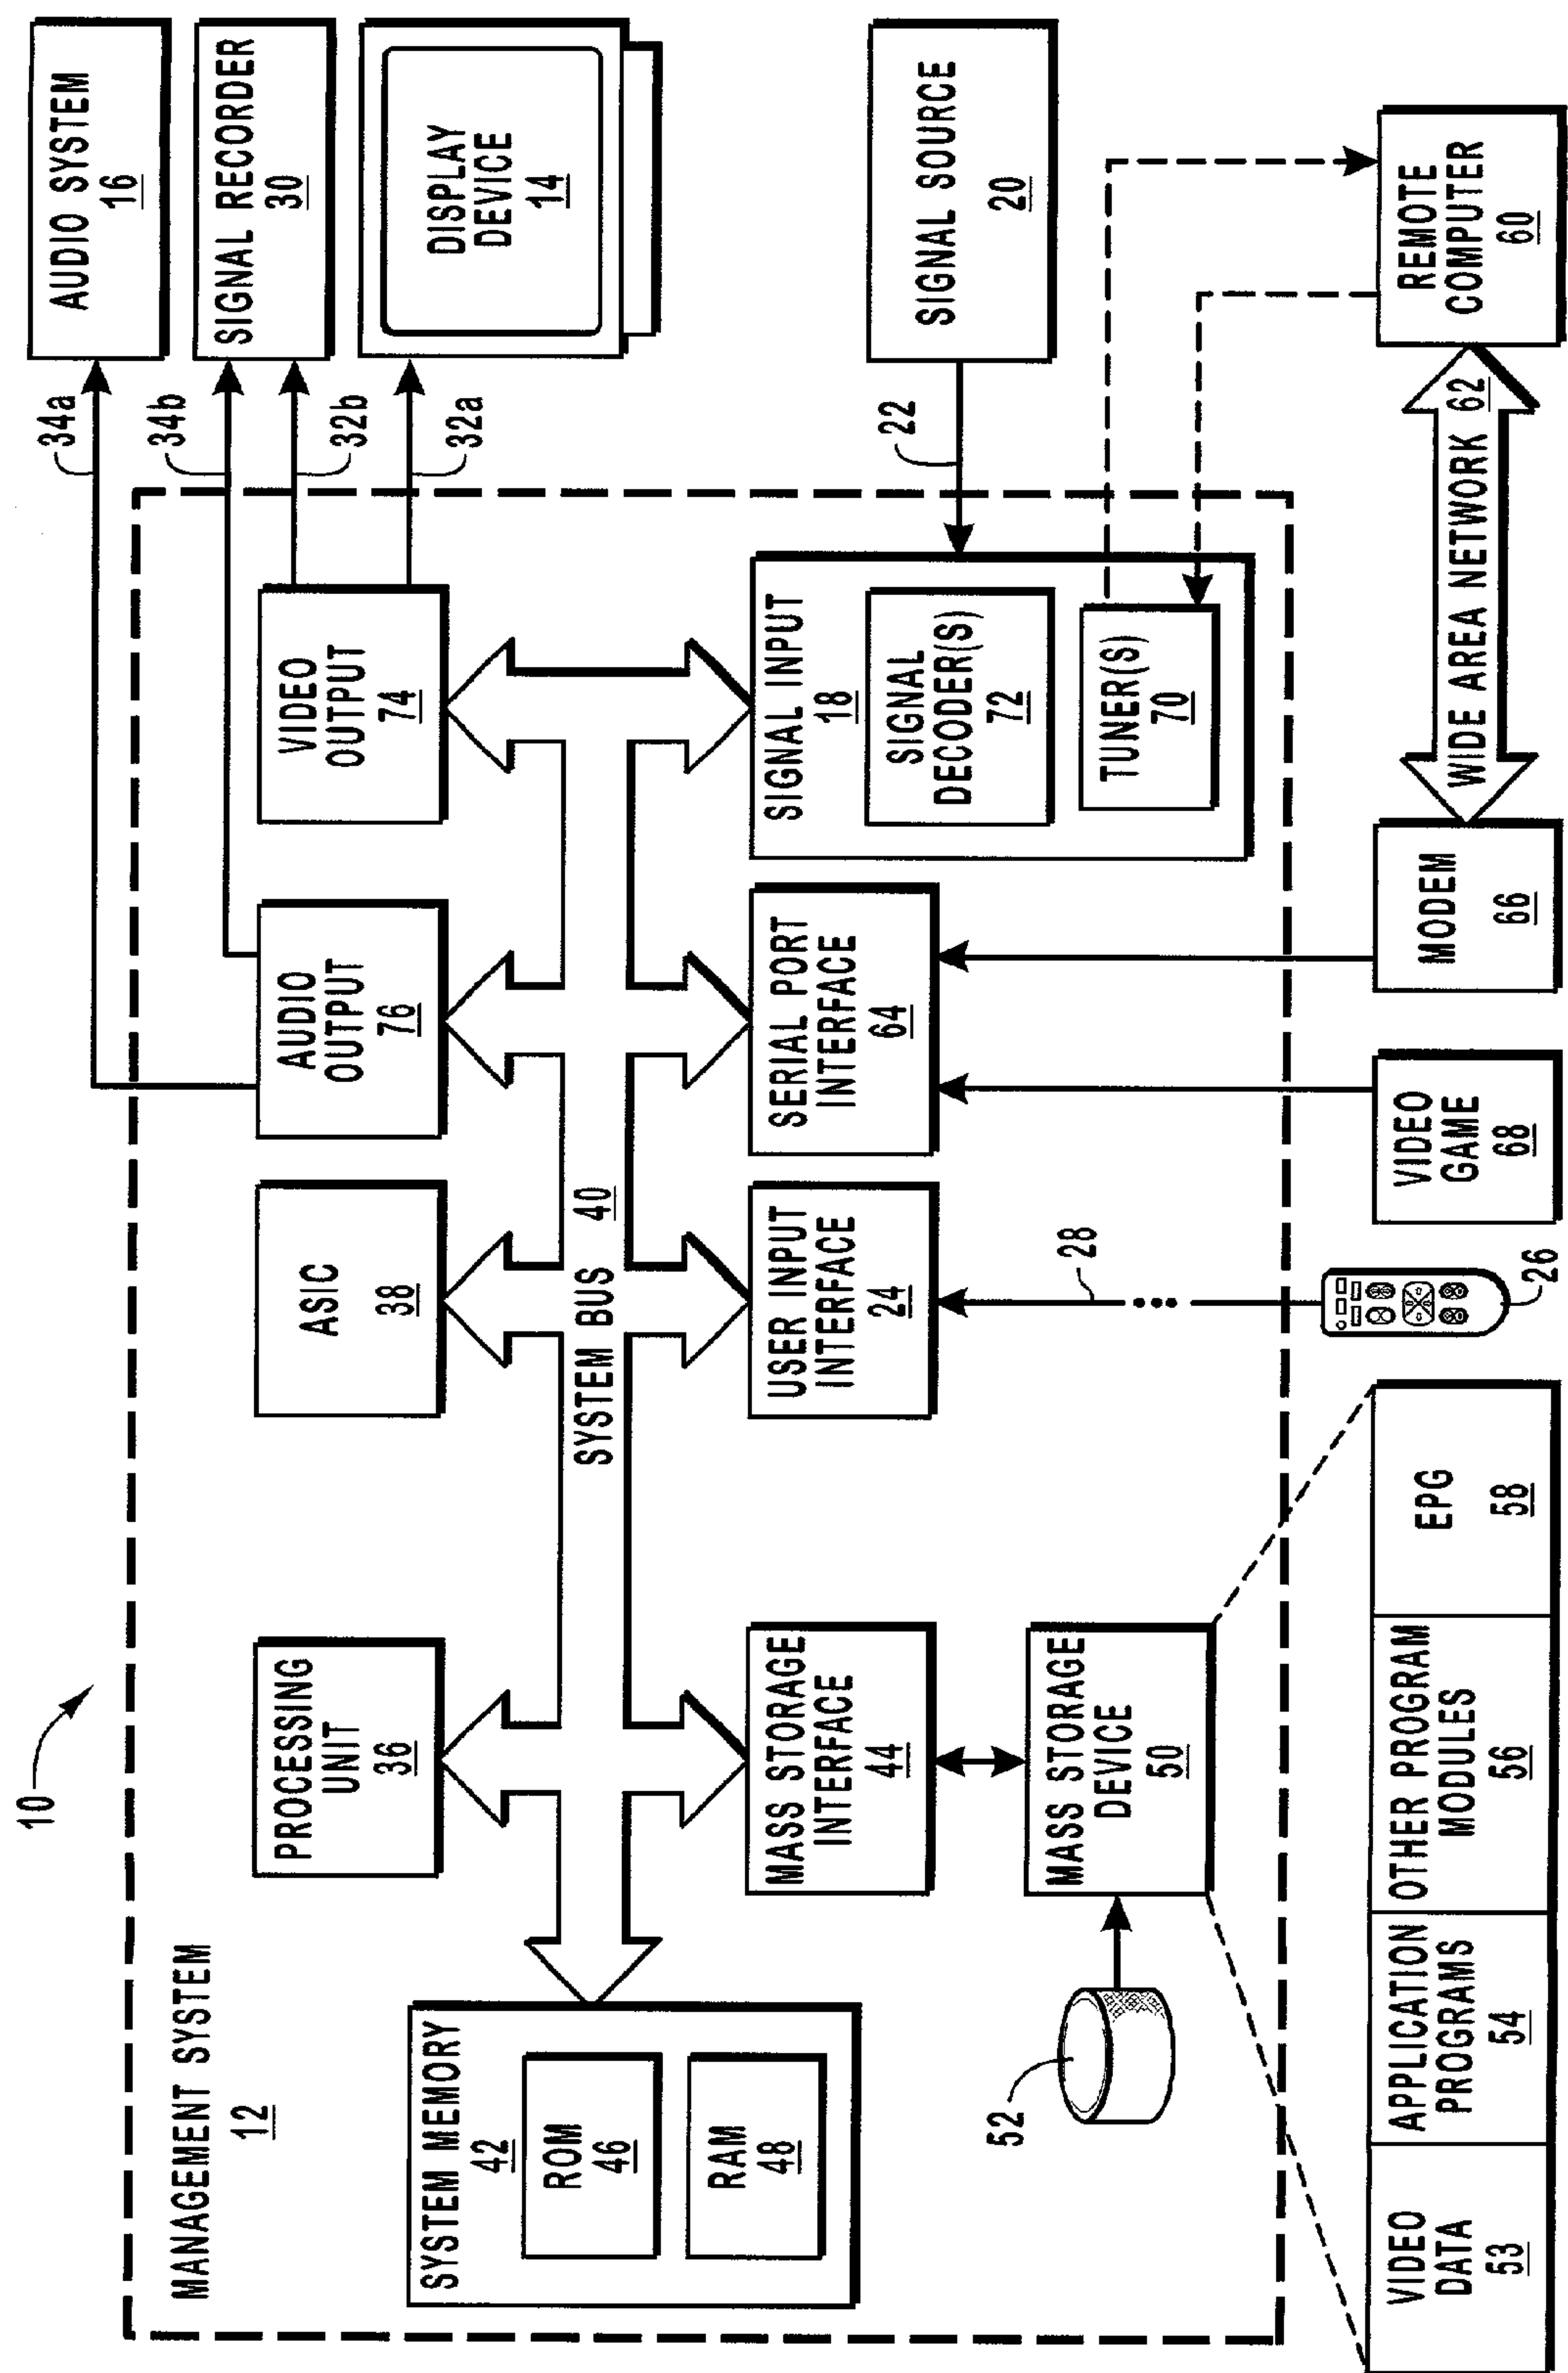 10
MANAGEMENT SYSTEM
12
SYSTEM MEMORY
42
ROM
46
RAM
48
PROCESSING
UNIT
36
ASIC
38
AUDIO
OUTPUT
76
VIDEO
OUTPUT
74
34a
34b
32b
32a
AUDIO SYSTEM
16
SIGNAL RECORDER
30
DISPLAY
DEVICE
14
SYSTEM BUS
40
MASS STORAGE
INTERFACE
44
USER INPUT
INTERFACE
24
SERIAL PORT
INTERFACE
64
SIGNAL INPUT
18
SIGNAL
DECODER(S)
72
TUNER(S)
70
22
SIGNAL SOURCE
20
52
MASS STORAGE
DEVICE
50
28
26
VIDEO
GAME
68
MODEM
66
WIDE AREA NETWORK 62
REMOTE
COMPUTER
60
VIDEO
DATA
53
APPLICATION
PROGRAMS
54
OTHER PROGRAM
MODULES
56
EPG
58